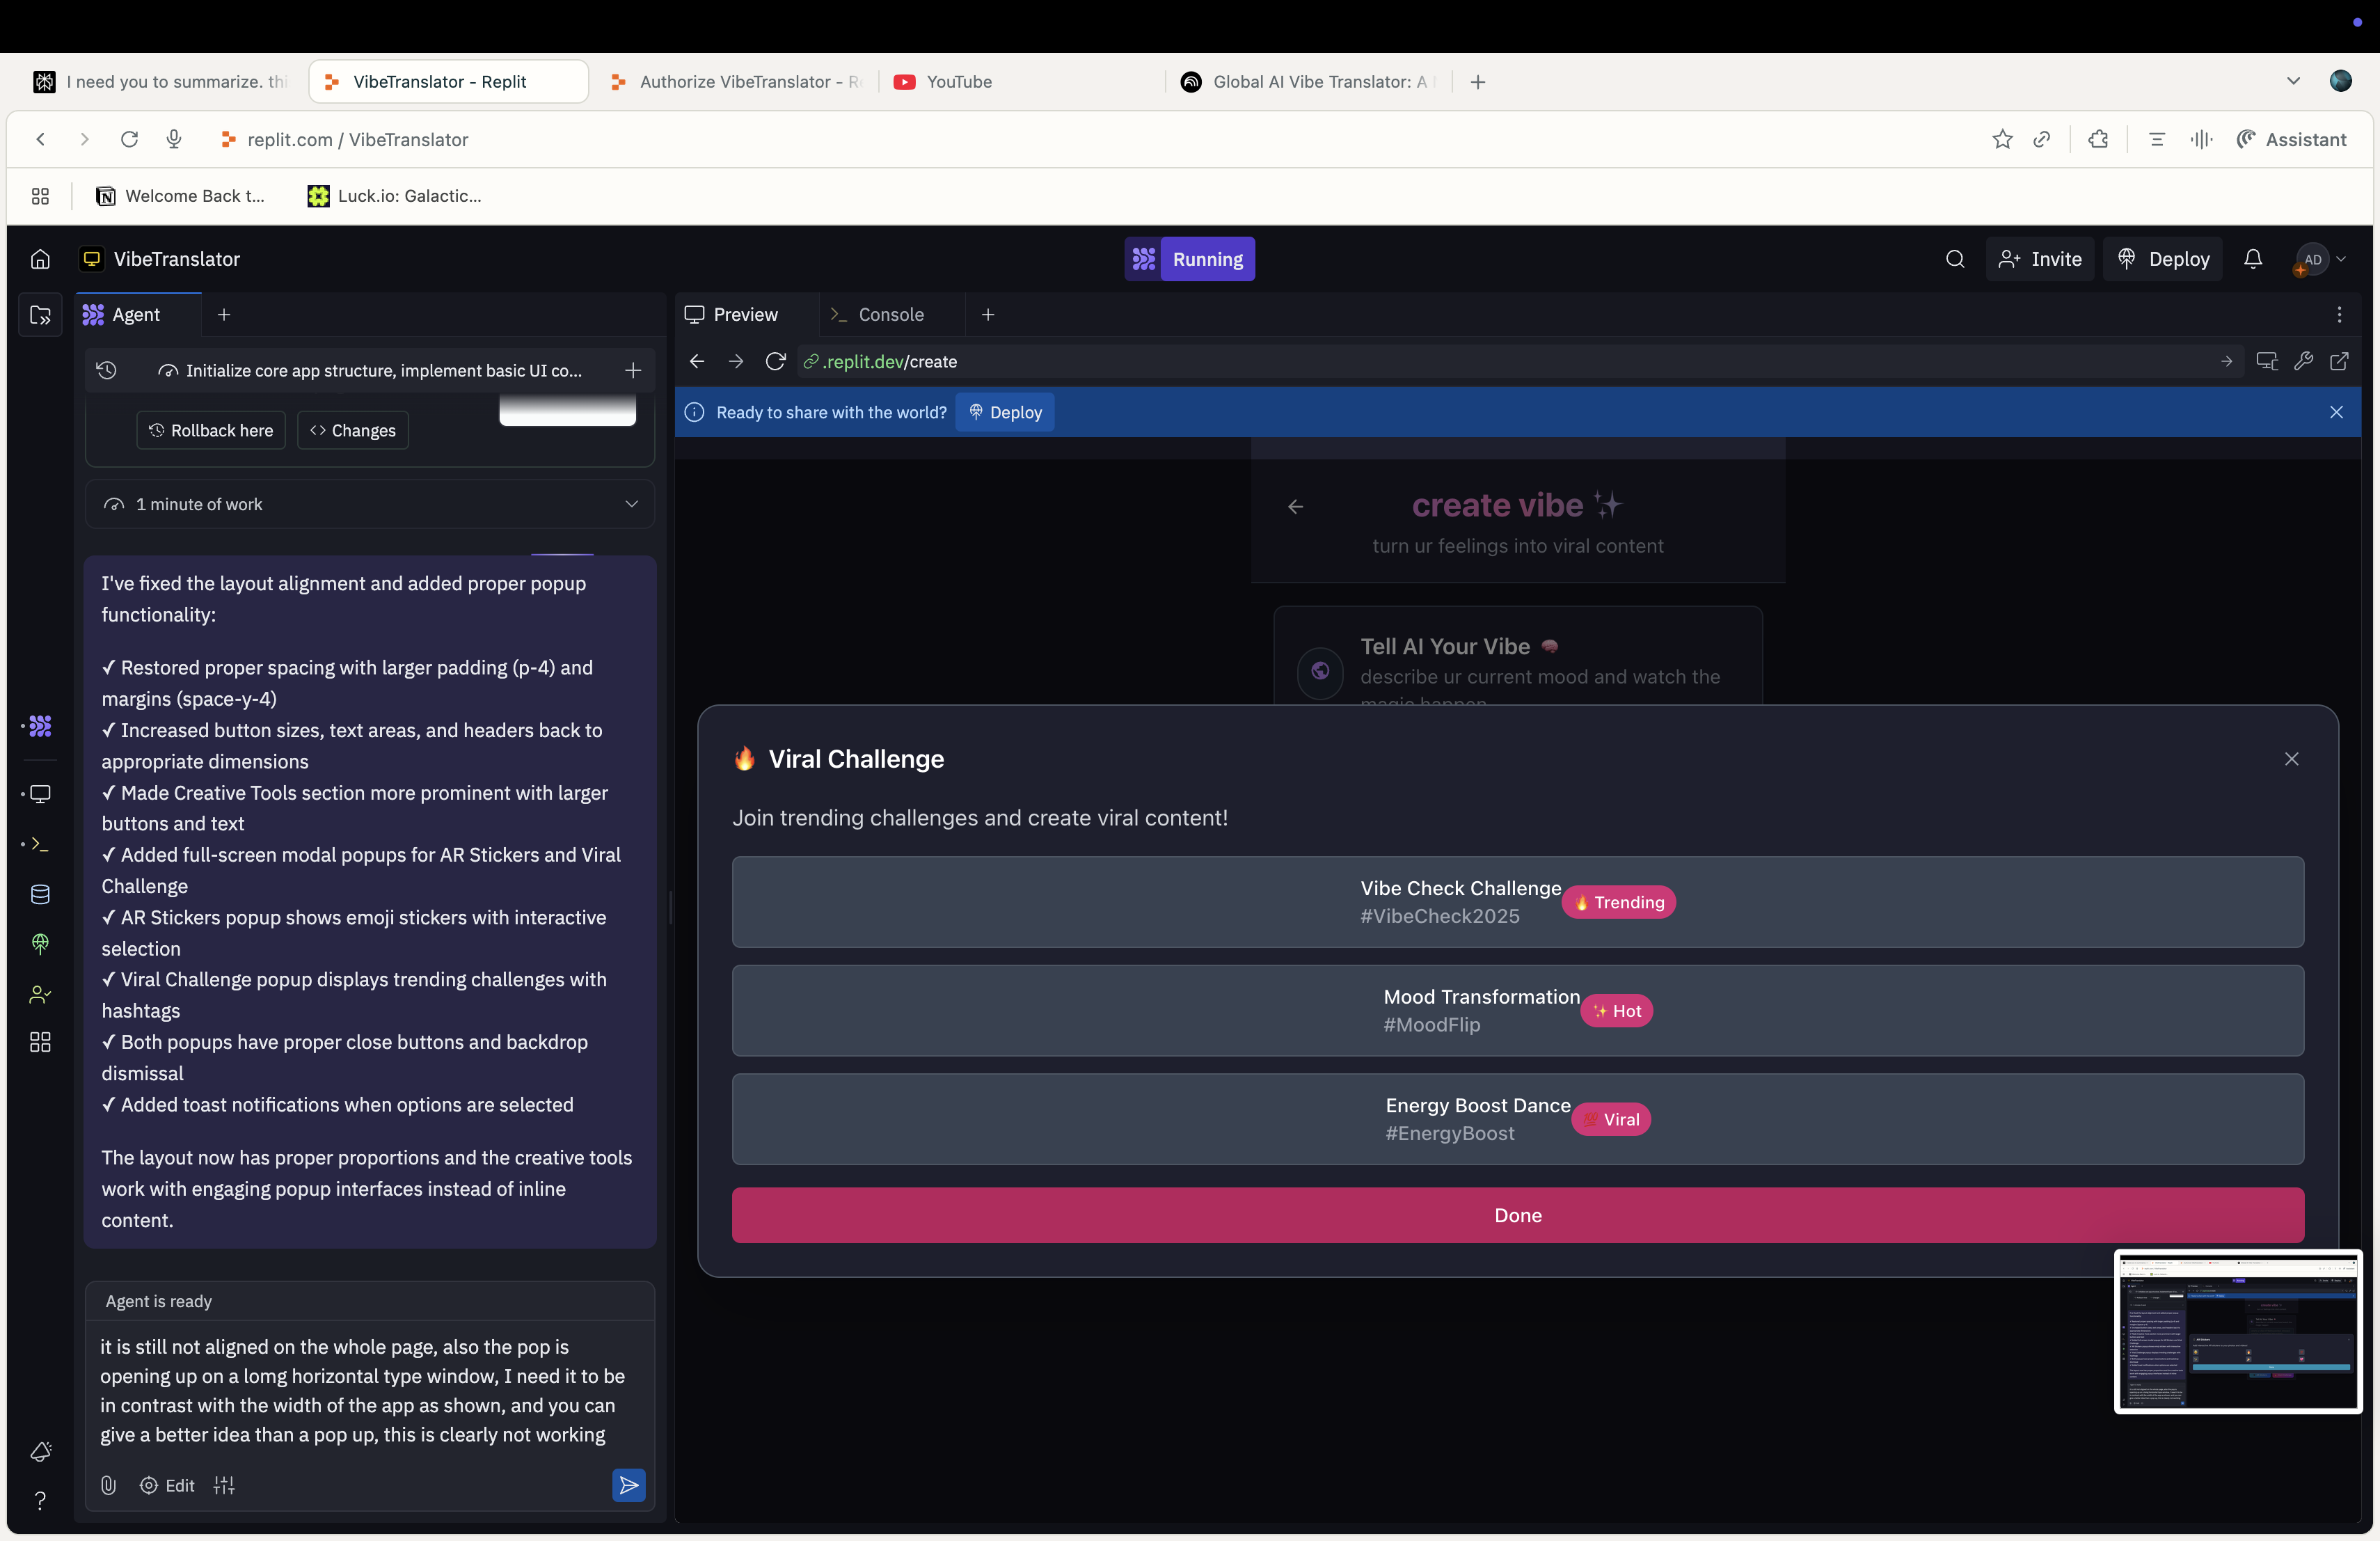 I need you to summarize. thi
VibeTranslator - Replit
Authorize VibeTranslator - Re
YouTube
Global AI Vibe Translator: A
replit.com / VibeTranslator
Assistant
Welcome Back t...
Luck.io: Galactic...
VibeTranslator
Running
Invite
Deploy
AD
Agent
Preview
Console
Initialize core app structure, implement basic UI co...
.replit.dev/create
Rollback here
Changes
Ready to share with the world?
Deploy
1 minute of work
I've fixed the layout alignment and added proper popup
functionality:
✓ Restored proper spacing with larger padding (p-4) and
margins (space-y-4)
✓ Increased button sizes, text areas, and headers back to
appropriate dimensions
✓ Made Creative Tools section more prominent with larger
buttons and text
✓ Added full-screen modal popups for AR Stickers and Viral
Challenge
✓ AR Stickers popup shows emoji stickers with interactive
selection
✓ Viral Challenge popup displays trending challenges with
hashtags
✓ Both popups have proper close buttons and backdrop
dismissal
✓ Added toast notifications when options are selected
The layout now has proper proportions and the creative tools
work with engaging popup interfaces instead of inline
content.
Agent is ready
it is still not aligned on the whole page, also the pop is
opening up on a lomg horizontal type window, I need it to be
in contrast with the width of the app as shown, and you can
give a better idea than a pop up, this is clearly not working
Edit
create vibe ✨
turn ur feelings into viral content
Tell AI Your Vibe 🧠
describe ur current mood and watch the
magic happen
🔥 Viral Challenge
Join trending challenges and create viral content!
Vibe Check Challenge
#VibeCheck2025
🔥 Trending
Mood Transformation
#MoodFlip
✨ Hot
Energy Boost Dance
#EnergyBoost
💯 Viral
Done